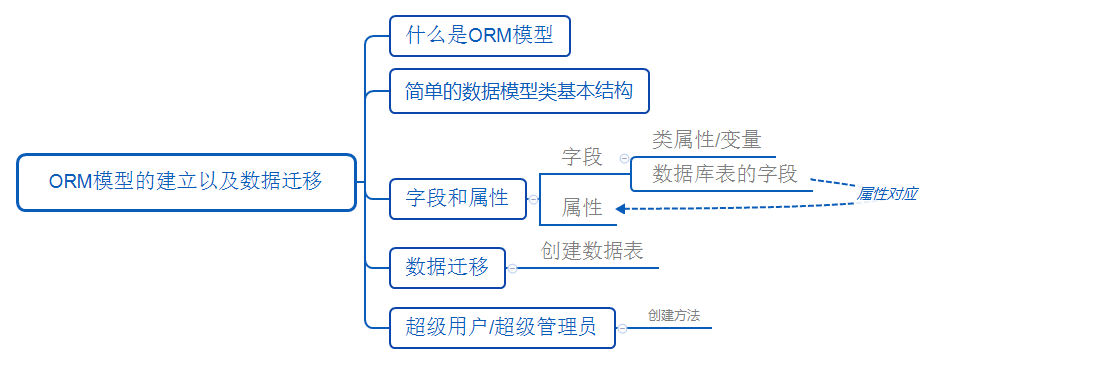 ORM模型的建立以及数据迁移
什么是ORM模型
简单的数据模型类基本结构
字段和属性
字段
类属性/变量
数据库表的字段
属性
属性对应
数据迁移
创建数据表
超级用户/超级管理员
创建方法